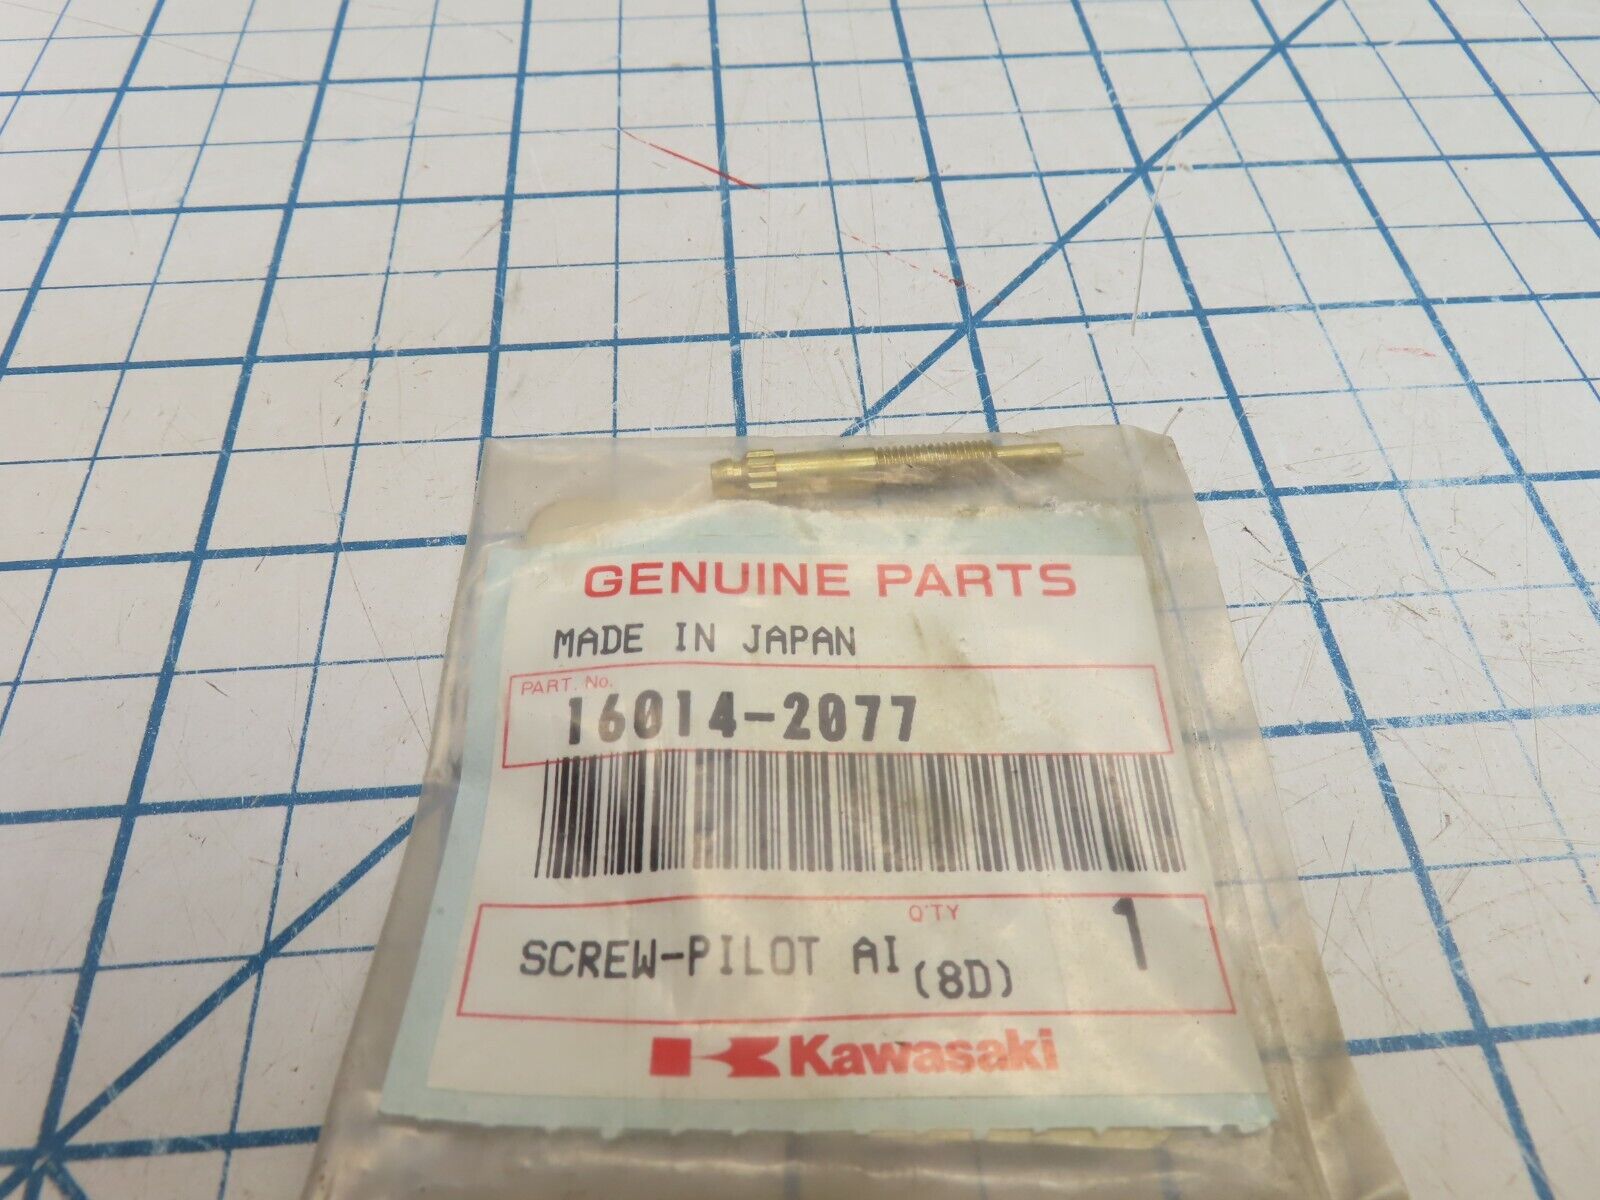 GENUINE PARTS
MADE IN JAPAN
PART. No.
16014-2077
Q'TY
SCREW-PILOT AI (8D) 1
Kawasaki